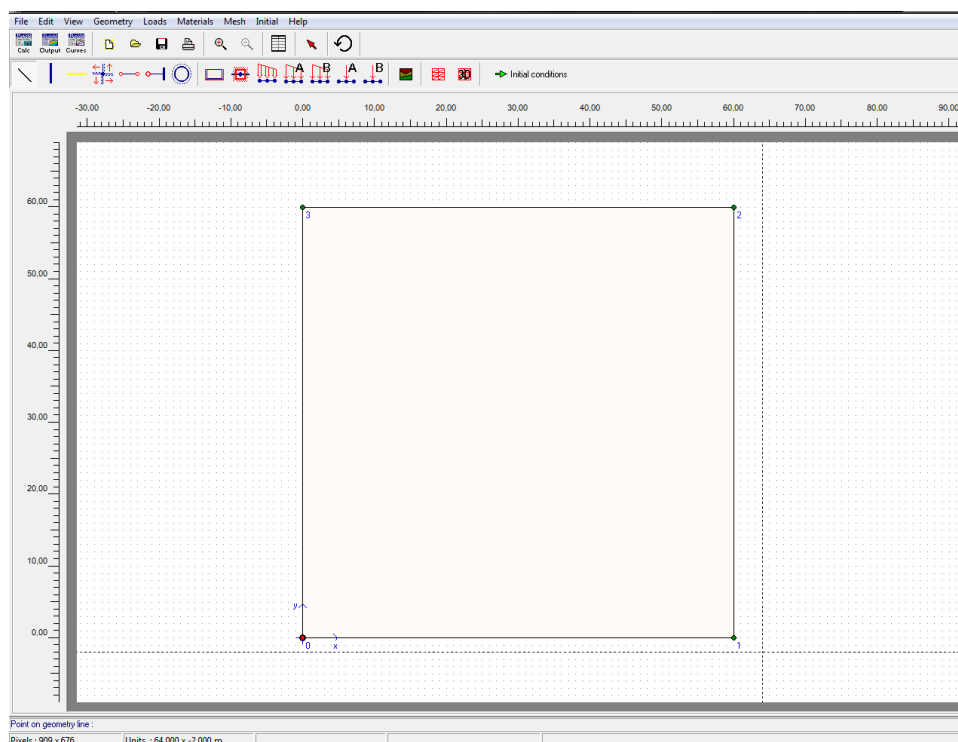 File Edit View Geometry Loads Materials Mesh Initial Help
Calc Output Curves
A B A B 3D Initial conditions
-30,00 -20,00 -10,00 0,00 10,00 20,00 30,00 40,00 50,00 60,00 70,00 80,00 90,00
60,00
3 2
50,00
40,00
30,00
20,00
10,00
y
0,00
0 x 1
Point on geometry line :
Pixels : 909 x 676 Units : 64,000 x -2,000 m